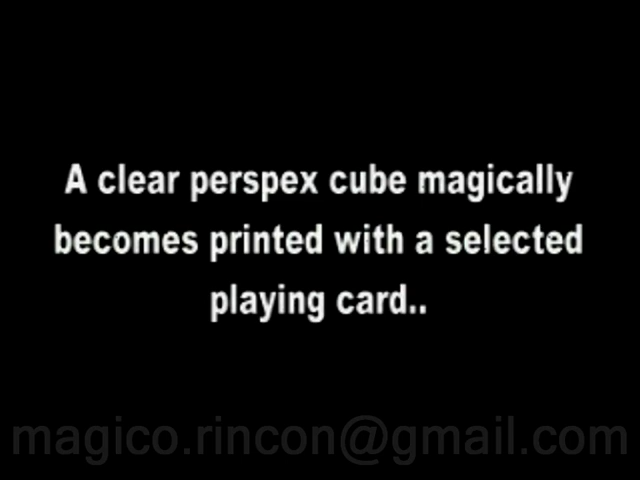 A clear perspex cube magically
becomes printed with a selected
playing card..
magico.rincon@gmail.com